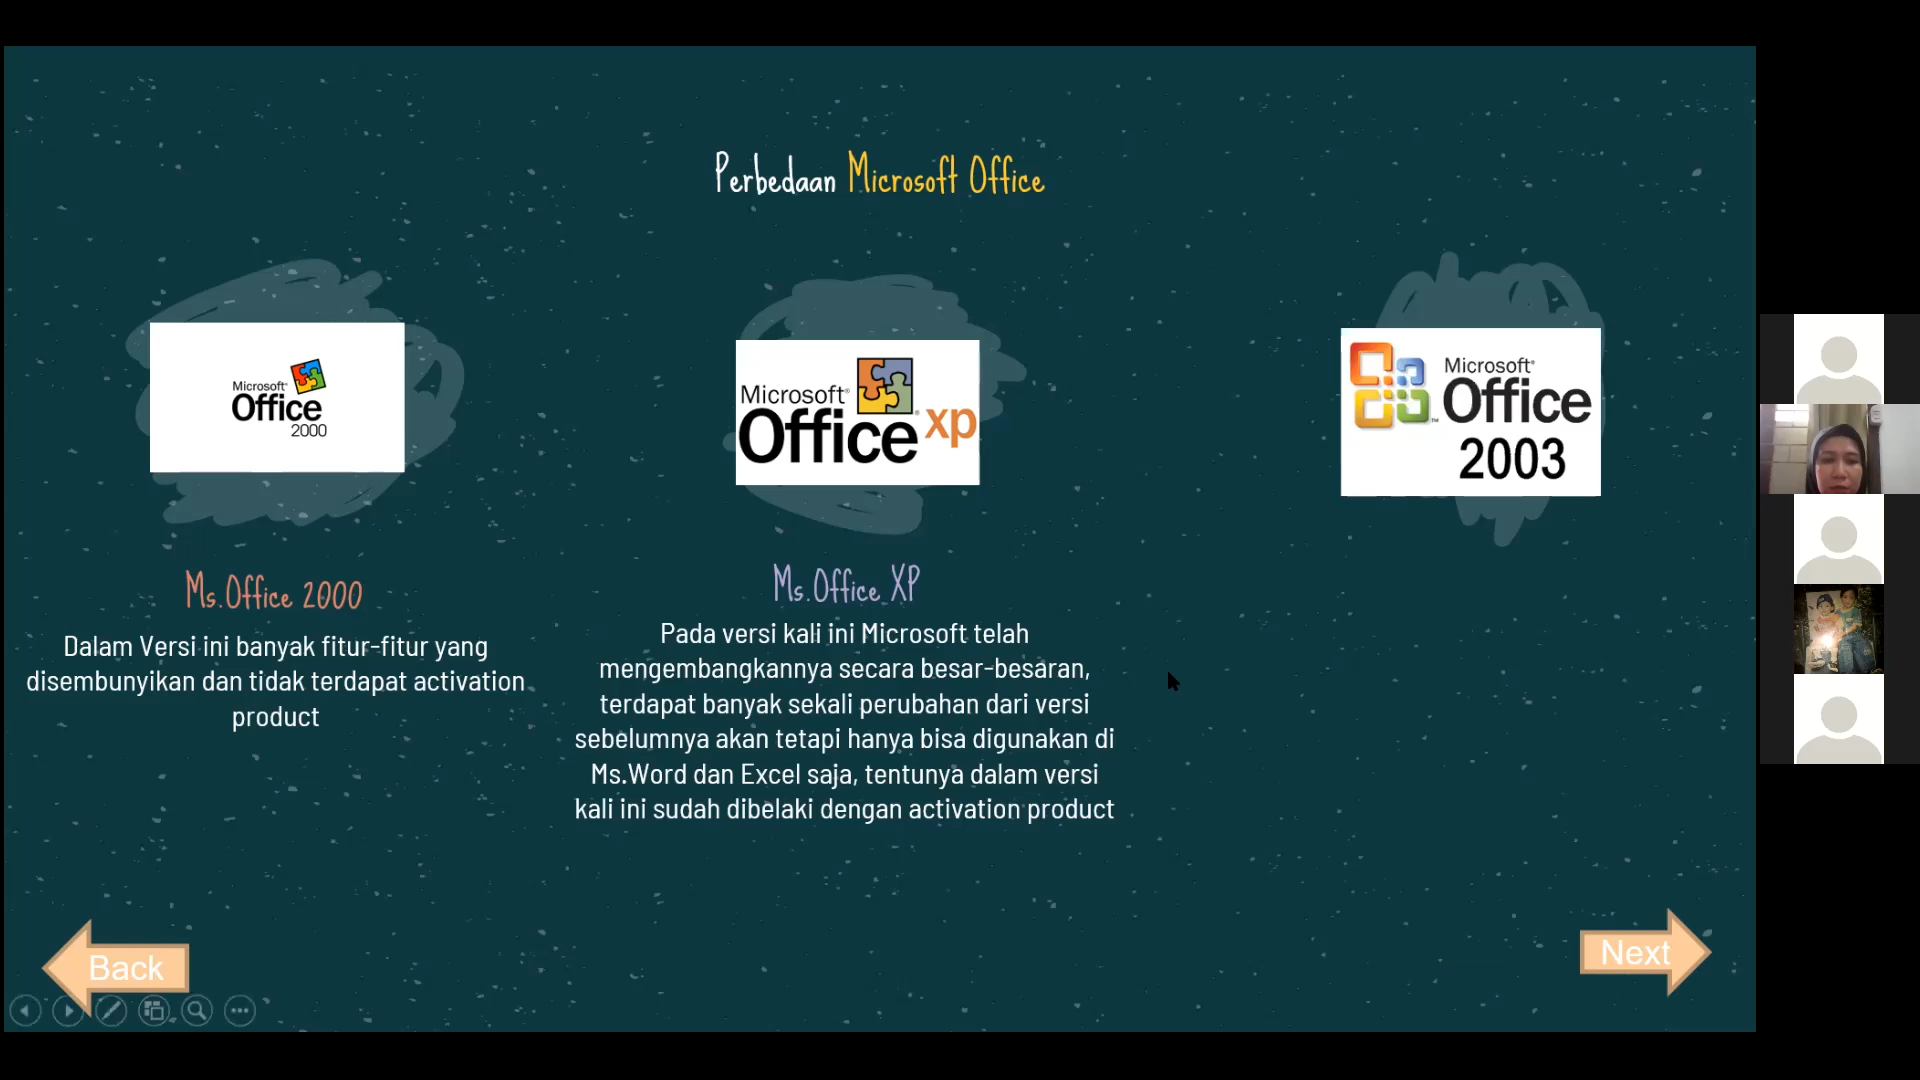 Perbedaan Microsoft Office
Microsoft®
Office
2000
Microsoft®
Office® xp
Microsoft®
Office
2003
Ms.Office 2000
Dalam Versi ini banyak fitur-fitur yang
disembunyikan dan tidak terdapat activation
product
Ms.Office XP
Pada versi kali ini Microsoft telah
mengembangkannya secara besar-besaran,
terdapat banyak sekali perubahan dari versi
sebelumnya akan tetapi hanya bisa digunakan di
Ms.Word dan Excel saja, tentunya dalam versi
kali ini sudah dibelaki dengan activation product
Back
Next